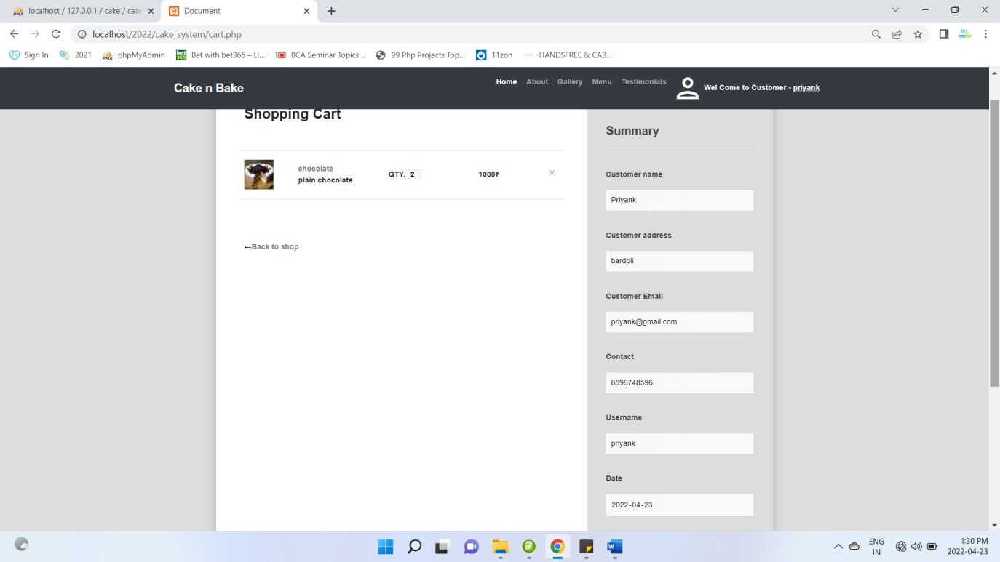 localhost / 127.0.0.1 / cake / cate
Document
localhost/2022/cake_system/cart.php
Sign In
2021
phpMyAdmin
bet365
Bet with bet365 – Li...
BCA Seminar Topics...
99 Php Projects Top...
11zon
HANDSFREE & CAB...
Cake n Bake
Home
About
Gallery
Menu
Testimonials
Wel Come to Customer - priyank
Shopping Cart
chocolate
plain chocolate
QTY. 2
1000₹
←Back to shop
Summary
Customer name
Priyank
Customer address
bardoli
Customer Email
priyank@gmail.com
Contact
8596748596
Username
priyank
Date
2022-04-23
ENG
IN
1:30 PM
2022-04-23